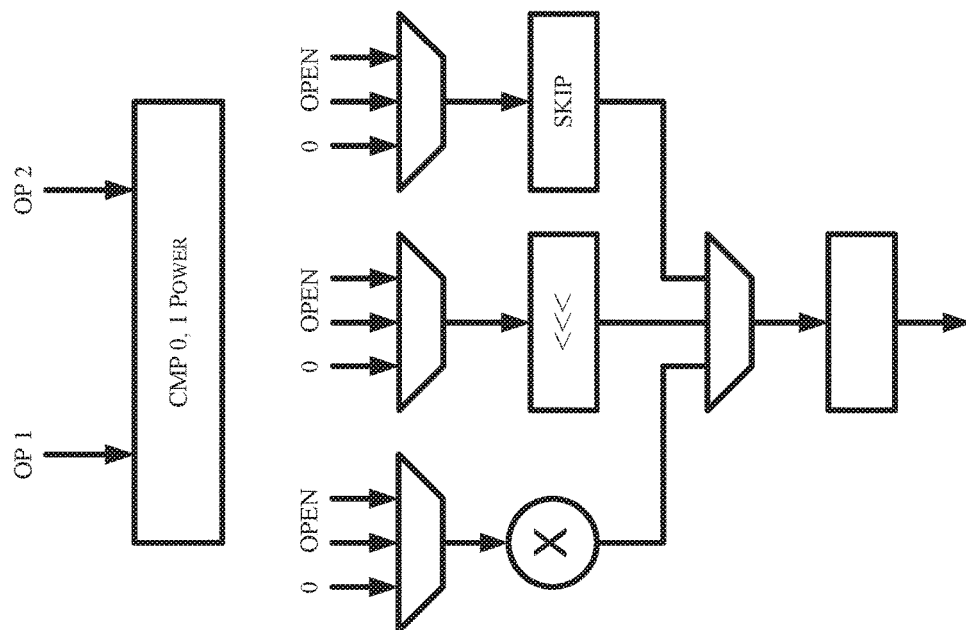 OP 1
OP 2
CMP 0, 1 POWER
0
OPEN
0
OPEN
0
OPEN
X
<<<
SKIP